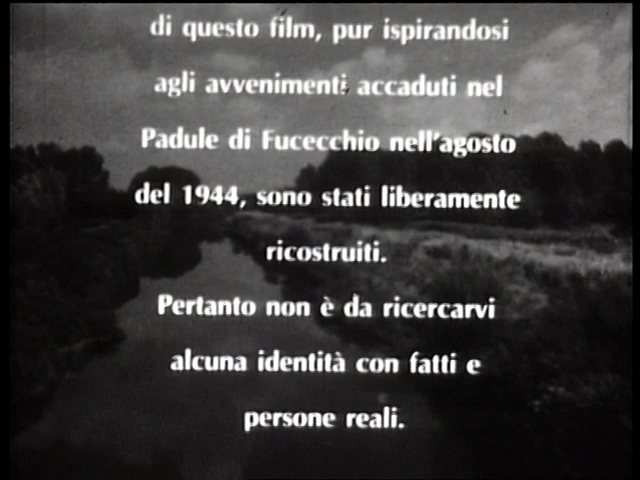 di questo film, pur ispirandosi
agli avvenimenti accaduti nel
Padule di Fucecchio nell'agosto
del 1944, sono stati liberamente
ricostruiti.
Pertanto non è da ricercarvi
alcuna identità con fatti e
persone reali.